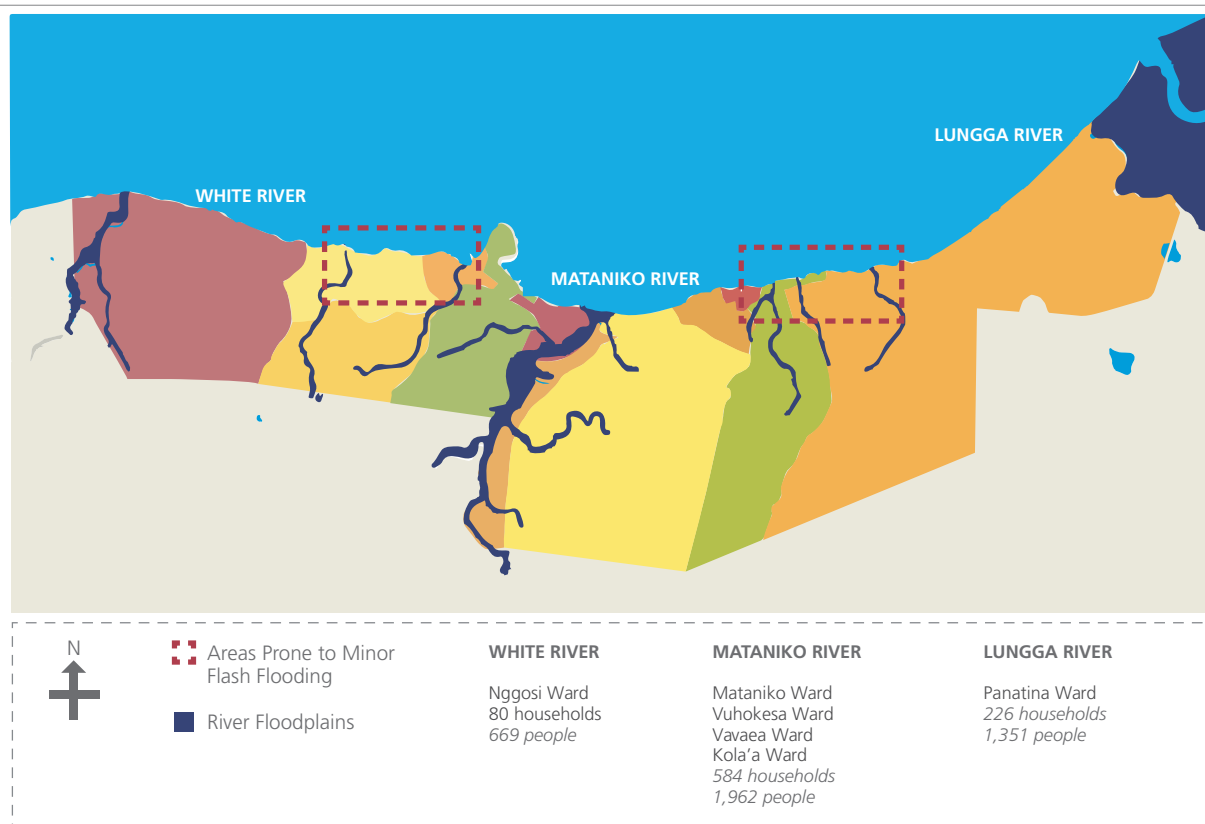 LUNGGA RIVER
WHITE RIVER
MATANIKO RIVER
N
Areas Prone to Minor
Flash Flooding
River Floodplains
WHITE RIVER
Nggosi Ward
80 households
669 people
MATANIKO RIVER
Mataniko Ward
Vuhokesa Ward
Vavaea Ward
Kola'a Ward
584 households
1,962 people
LUNGGA RIVER
Panatina Ward
226 households
1,351 people